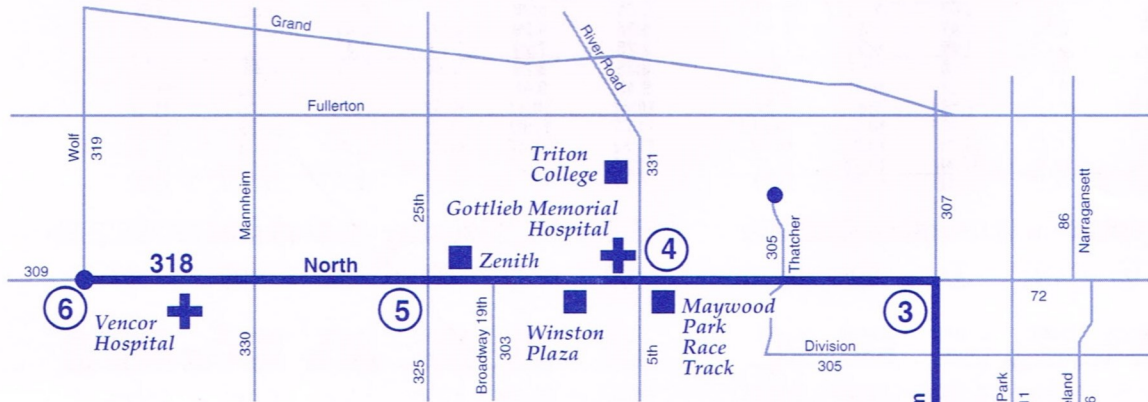 Grand
River Road
Fullerton
Wolf
319
Mannheim
25th
Triton
College
331
Gottlieb Memorial
Hospital
4
305
Thatcher
307
86
Narragansett
309
318
North
Zenith
72
6
Vencor
Hospital
330
5
325
Broadway 19th
303
Winston
Plaza
5th
Maywood
Park
Race
Track
3
Division
305
Park